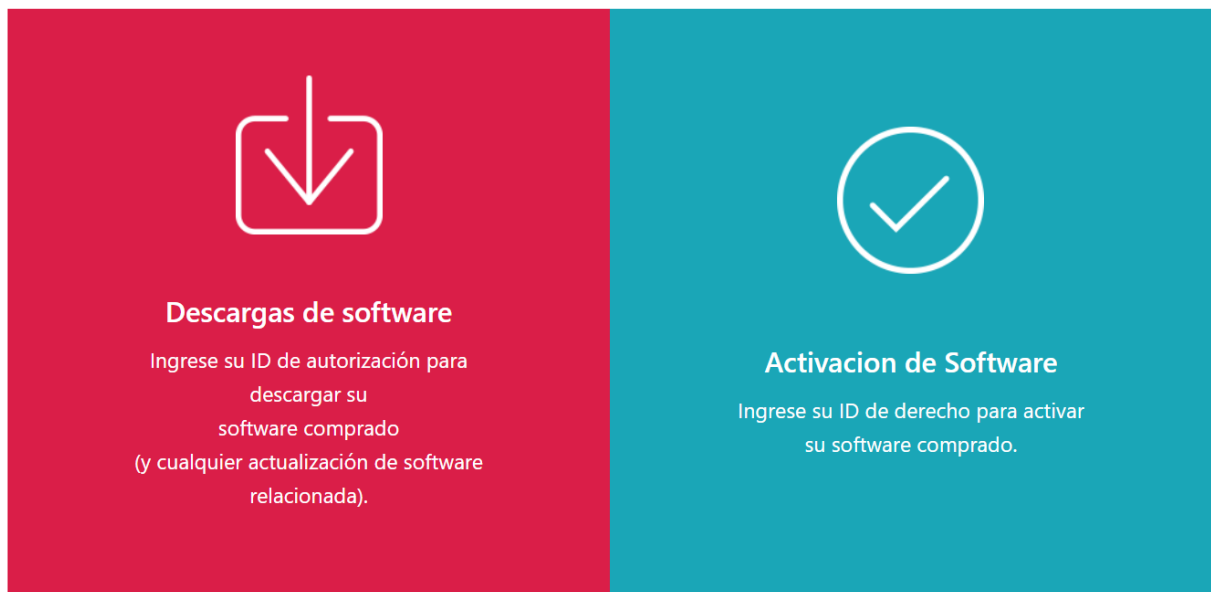 Descargas de software
Ingrese su ID de autorización para
descargar su
software comprado
(y cualquier actualización de software
relacionada).
Activacion de Software
Ingrese su ID de derecho para activar
su software comprado.